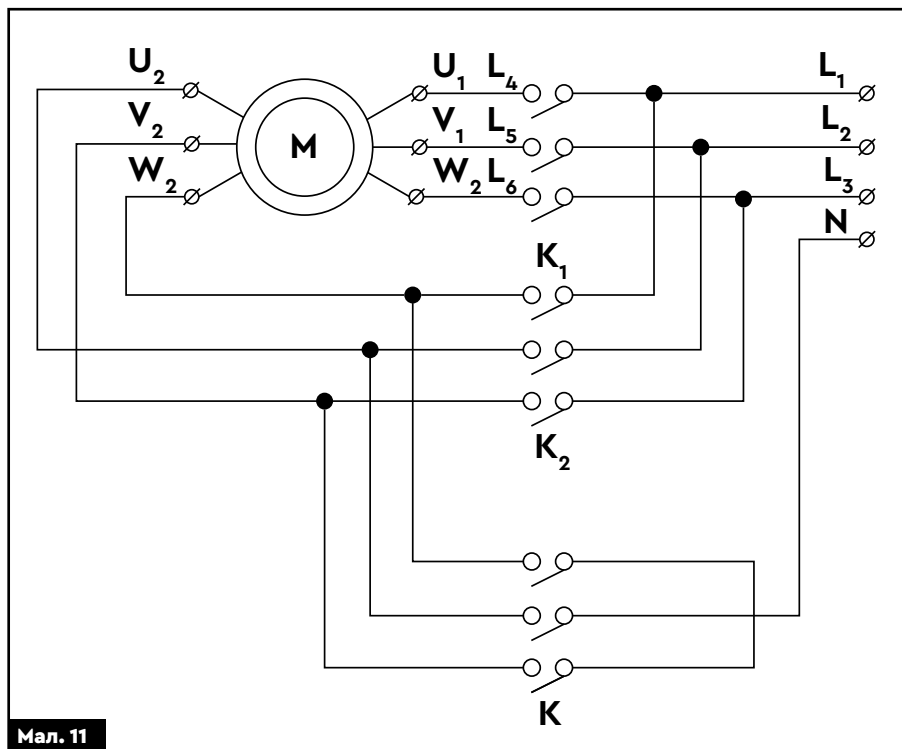 U₂ U₁ L₄ L₁
V₂ M V₁ L₅ L₂
W₂ W₂ L₆ L₃
N
K₁
K₂
K
Мал. 11